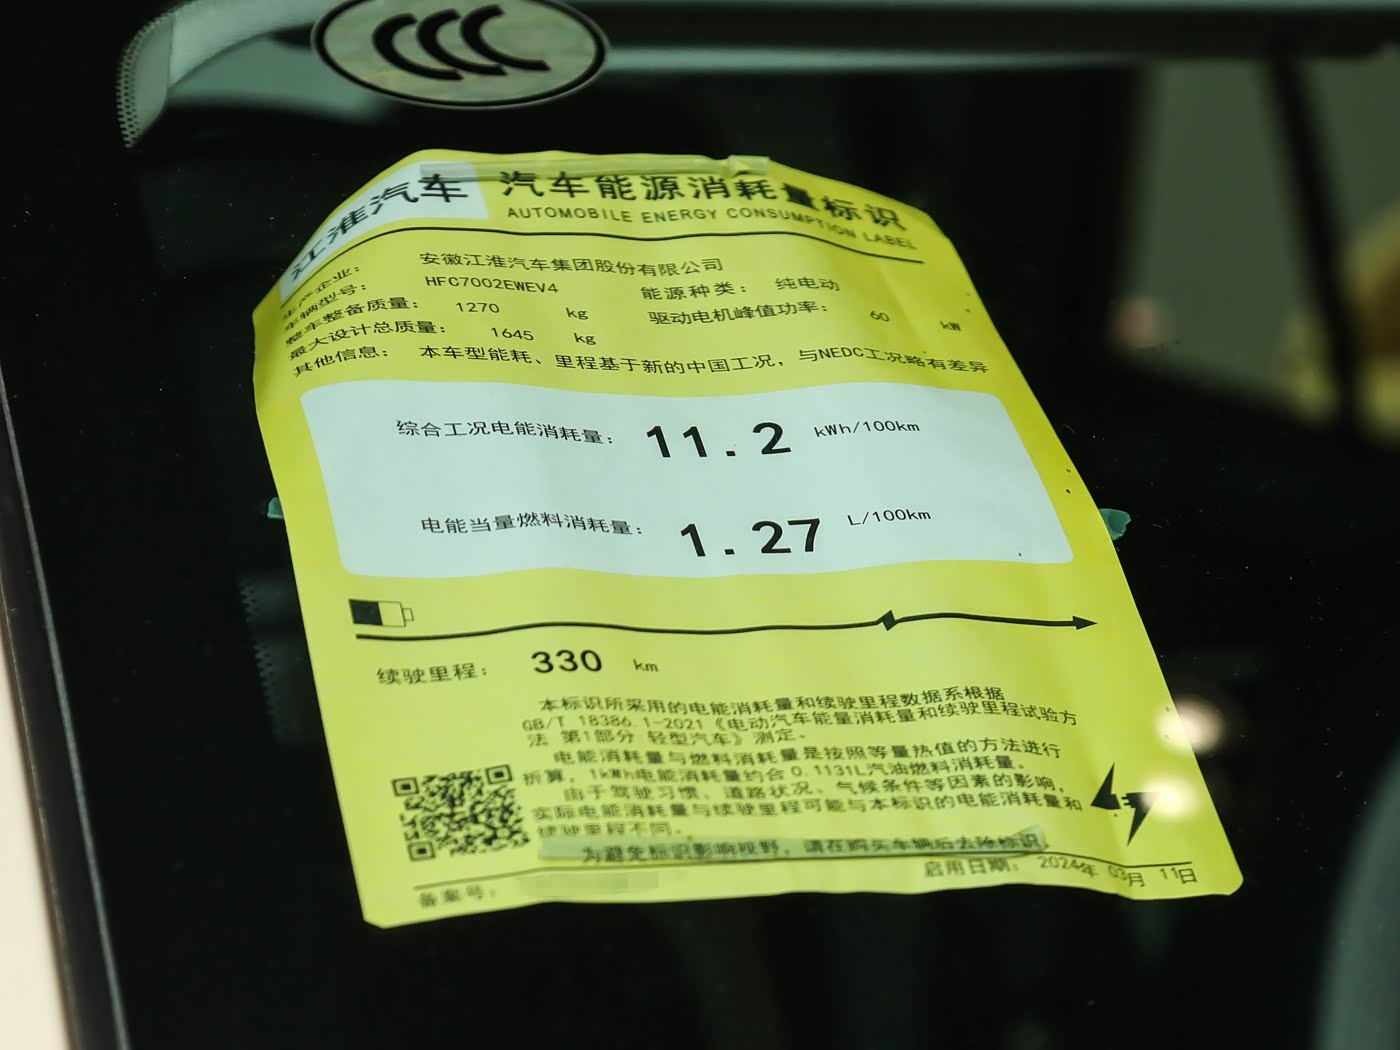 CCC
江淮汽车 汽车能源消耗量标识
AUTOMOBILE ENERGY CONSUMPTION LABEL
生产企业： 安徽江淮汽车集团股份有限公司
车辆型号： HFC7002EWEV4 能源种类： 纯电动
整车整备质量： 1270 kg 驱动电机峰值功率： 60 kW
最大设计总质量： 1645 kg
其他信息： 本车型能耗、里程基于新的中国工况，与NEDC工况略有差异
综合工况电能消耗量： 11.2 kWh/100km
电能当量燃料消耗量： 1.27 L/100km
续驶里程： 330 km
本标识所采用的电能消耗量和续驶里程数据系根据
GB/T 18386.1-2021《电动汽车能量消耗量和续驶里程试验方
法 第1部分 轻型汽车》测定。
电能消耗量与燃料消耗量是按照等量热值的方法进行
折算，1kWh电能消耗量约合 0.1131L汽油燃料消耗量。
由于驾驶习惯、道路状况、气候条件等因素的影响，
实际电能消耗量与续驶里程可能与本标识的电能消耗量和
续驶里程不同。
为避免标识影响视野，请在购买车辆后去除标识。
备案号： 启用日期： 2024年 03月 11日